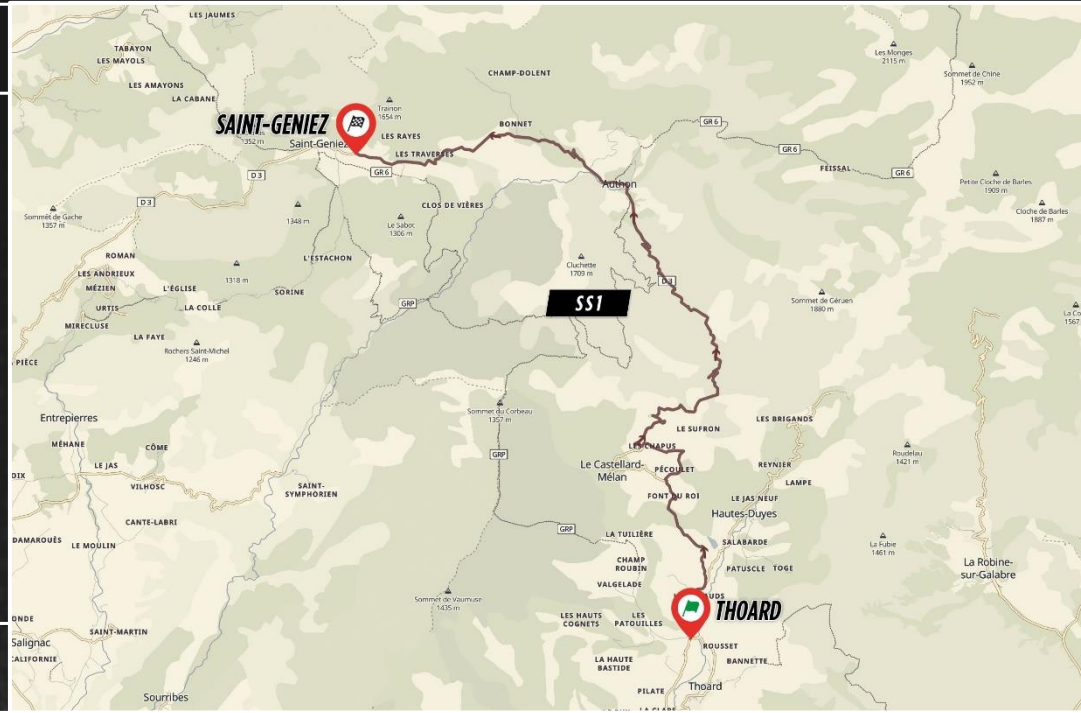 LES JAUMES
TABAYON
LES MAYOLS
LES AMAYONS
LA CABANE
CHAMP-DOLENT
Les Monges
2115 m
Sommet de Chine
1952 m
SAINT-GENIEZ
1352 m
Saint-Geniez
Trainon
1654 m
LES RAYES
LES TRAVERSES
BONNET
GR 6
GR 6
GR 6
GR 6
FEISSAL
D 3
D 3
Authon
Petite Cloche de Barles
1909 m
Cloche de Barles
1887 m
Sommet de Gache
1357 m
1348 m
Le Sabot
1306 m
CLOS DE VIÈRES
ROMAN
LES ANDRIEUX
MÉZIEN
L'ÉGLISE
URTIS
LA COLLE
MIRECLUSE
LA FAYE
1318 m
SORINE
L'ESTACHON
GRP
Cluchette
1709 m
D 3
SS1
Sommet de Géruen
1880 m
La Co
1567
PIÈCE
Rochers Saint-Michel
1246 m
Entrepierres
MÉHANE
CÔME
LE JAS
VILHOSC
OIX
SAINT-
SYMPHORIEN
CANTE-LABRI
DAMAROUÈS
LE MOULIN
Sommet du Corbeau
1357 m
GRP
GRP
LE SUFRON
LES BRIGANDS
LES CHAPUS
Le Castellard-
Mélan
PÉCOULET
REYNIER
LAMPE
FONT DU ROI
LE JAS NEUF
Hautes-Duyes
Roudelau
1421 m
LA TUILIÈRE
SALABARDE
La Fubie
1461 m
CHAMP
ROUBIN
PATUSCLE
TOGE
VALGELADE
La Robine-
sur-Galabre
Sommet de Vaumuse
1435 m
LES HAUTS
COGNETS
LES
PATOUILLES
THOARD
ROUSSET
BANNETTE
LA HAUTE
BASTIDE
PILATE
Thoard
ONDE
Salignac
CALIFORNIE
SAINT-MARTIN
Sourribes